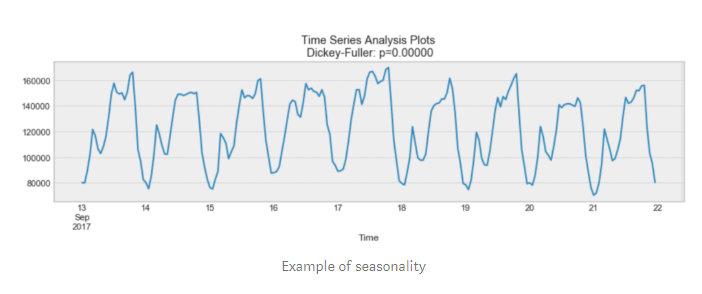 Time Series Analysis Plots
Dickey-Fuller: p=0.00000
160000
140000
120000
100000
80000
13 14 15 16 17 18 19 20 21 22
Sep
2017
Time
Example of seasonality